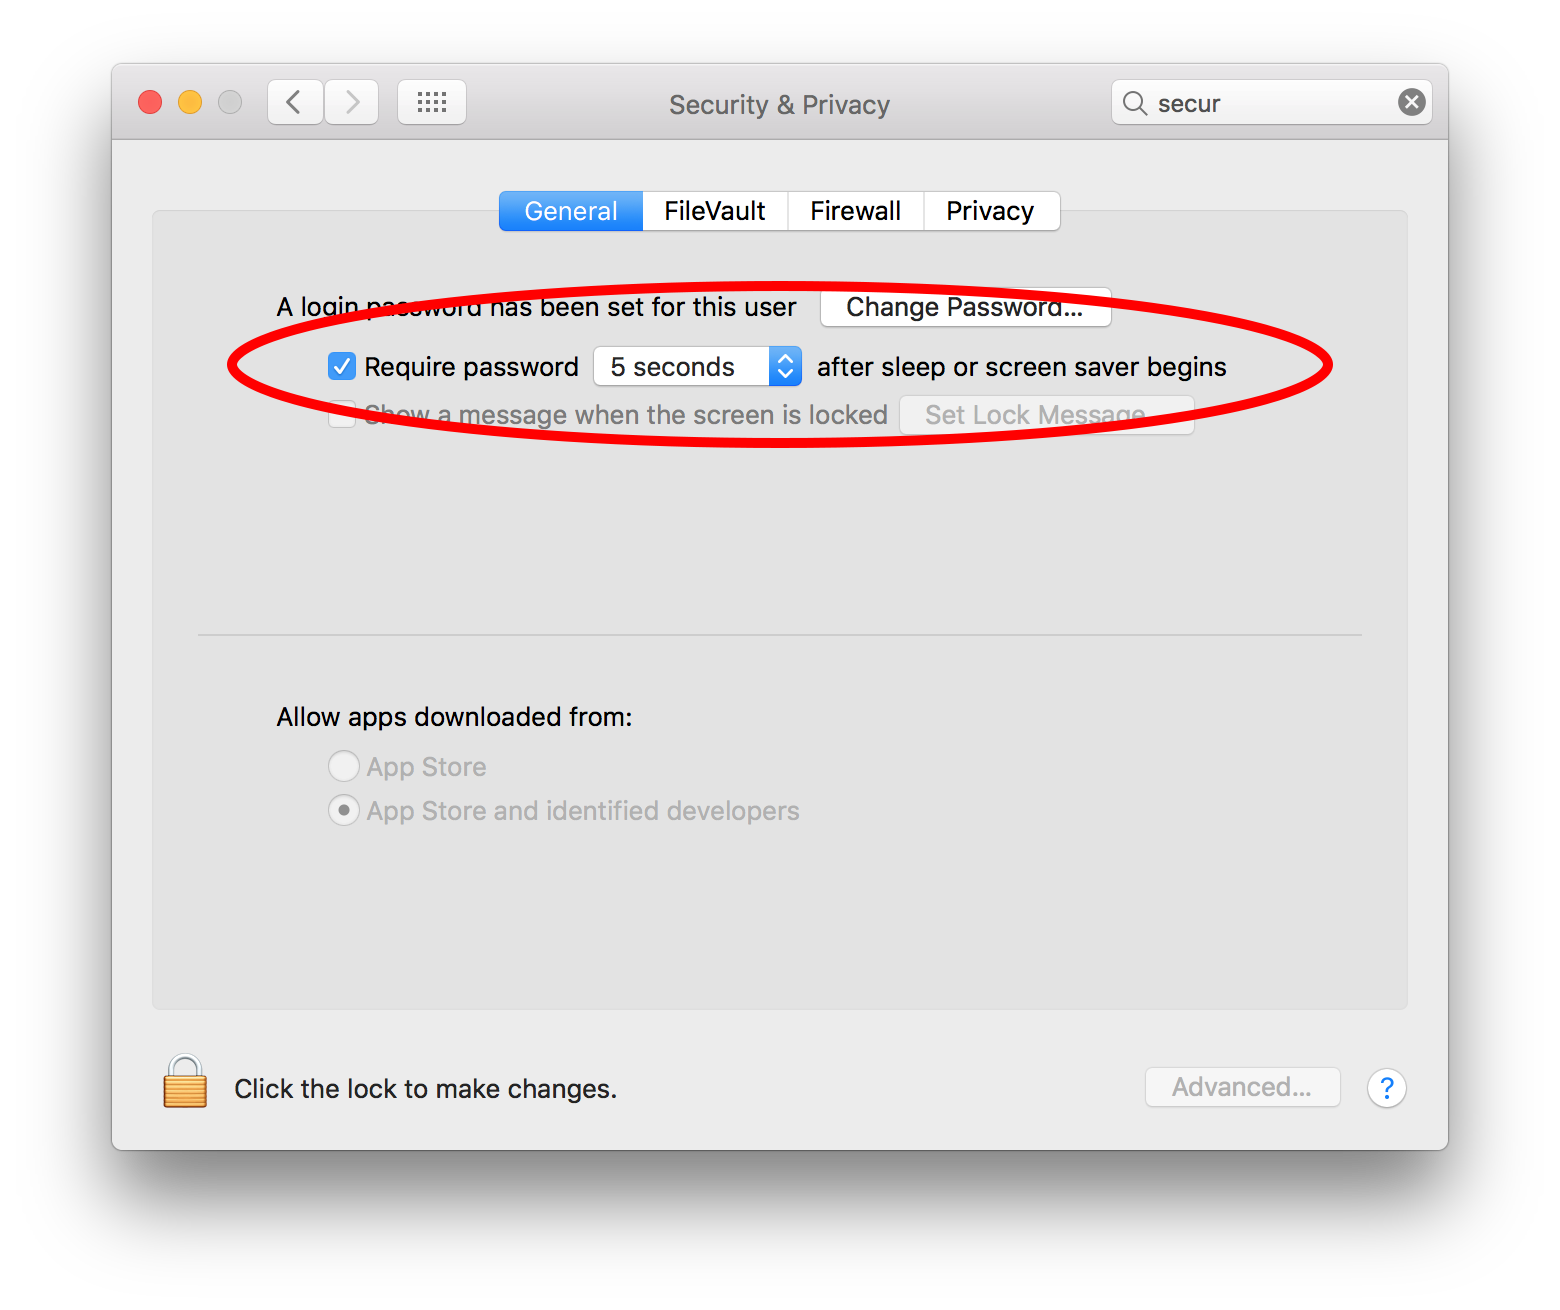 Security & Privacy
secur
General FileVault Firewall Privacy
A login password has been set for this user Change Password...
Require password 5 seconds after sleep or screen saver begins
Show a message when the screen is locked Set Lock Message...
Allow apps downloaded from:
App Store
App Store and identified developers
Click the lock to make changes.
Advanced... ?